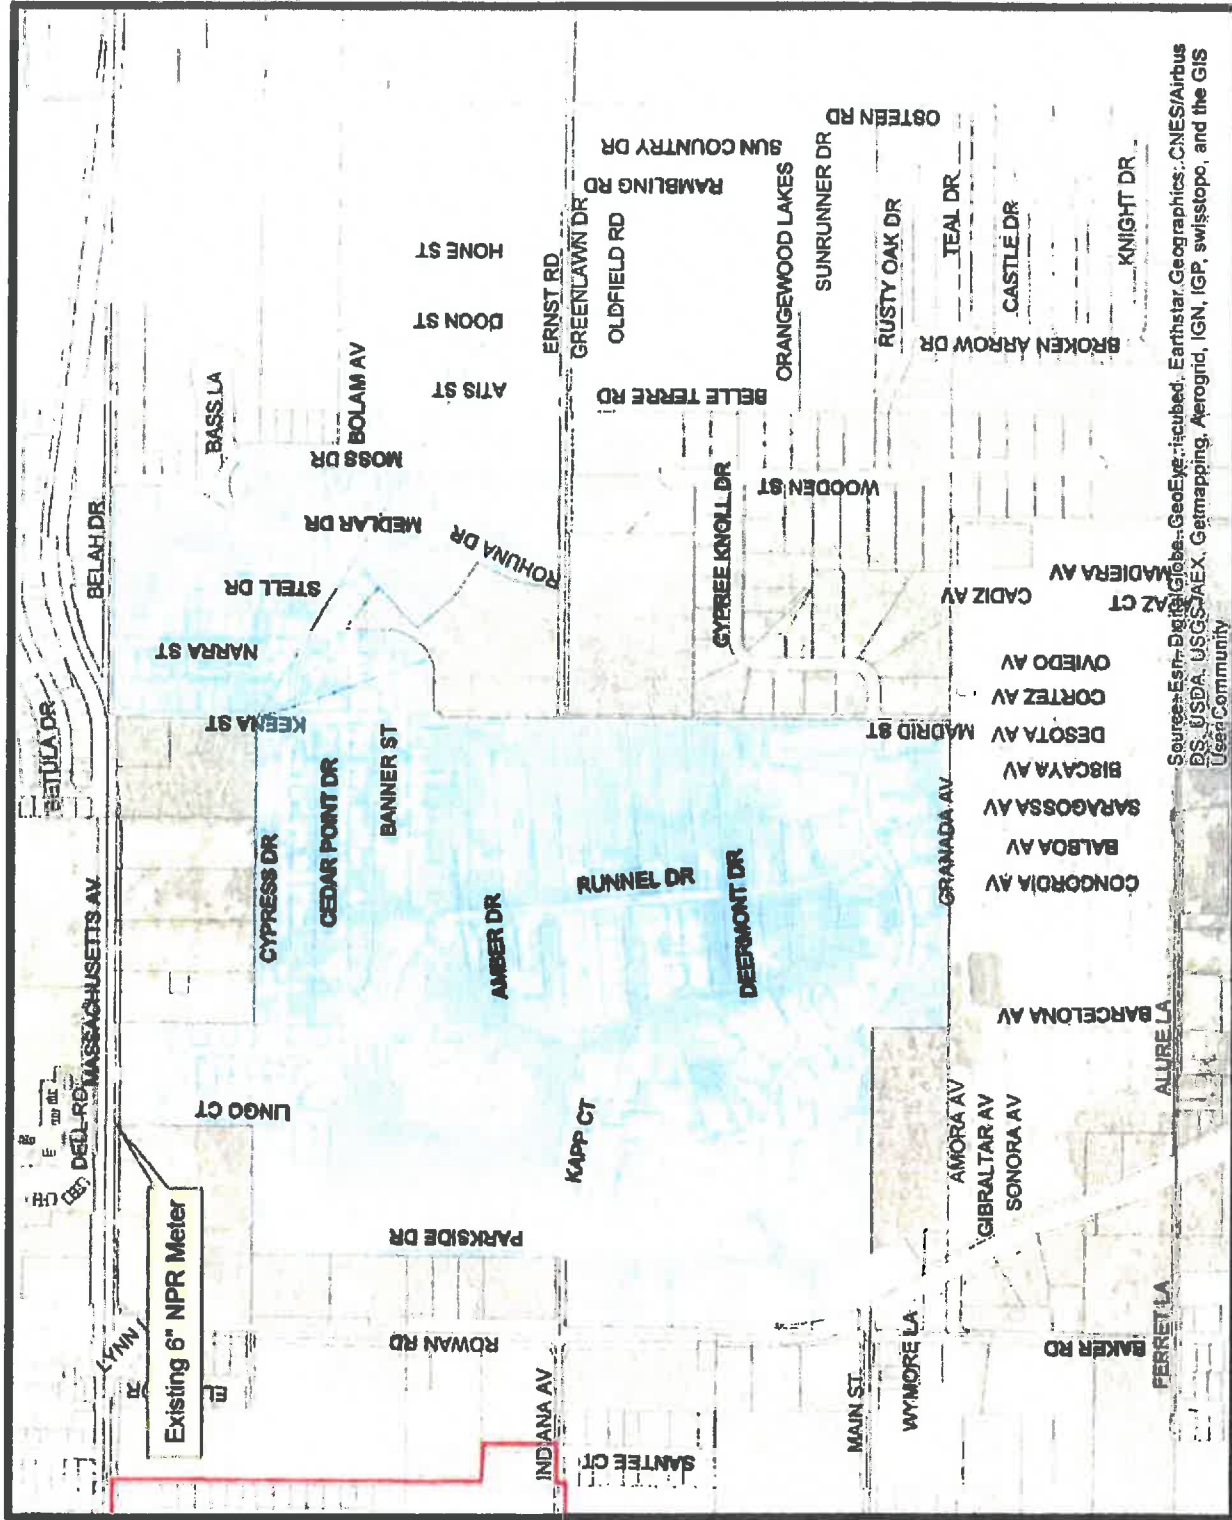 BETULA DR
BELAH DR
MASSACHUSETTS AV
DELL RD
Existing 6" NPR Meter
LINGO CT
BASS LA
BOLAM AV
MOSS DR
MEDLAR DR
STELL DR
NARRA ST
KEENA ST
ROHUNA DR
CYPRESS DR
CEDAR POINT DR
BANNER ST
AMBER DR
RUNNEL DR
DEERMONT DR
KAPP CT
PARKSIDE DR
ROWAN RD
INDIANA AV
SANTEE CT
MAIN ST
WYMORE LA
HONE ST
DOON ST
ATIS ST
ERNST RD
GREENLAWN DR
OLDFIELD RD
RAMBLING RD
SUN COUNTRY DR
BELLE TERRE RD
ORANGEWOOD LAKES
SUNRUNNER DR
OSTEEN RD
RUSTY OAK DR
TEAL DR
CASTLE DR
KNIGHT DR
BROKEN ARROW DR
WOODEN ST
CYPREE KNOLL DR
MADRID ST
GRANADA AV
CADIZ AV
MADIERA AV
AZ CT
OVIEDO AV
CORTEZ AV
DESOTA AV
BISCAYA AV
SARAGOSSA AV
BALBOA AV
CONCORDIA AV
BARCELONA AV
AMORA AV
GIBRALTAR AV
SONORA AV
ALURE LA
FERRET LA
BAKER RD
Source: Esri, DigitalGlobe, GeoEye, i-cubed, Earthstar Geographics, CNES/Airbus
DS, USDA, USGS, AEX, Getmapping, Aerogrid, IGN, IGP, swisstopo, and the GIS
User Community